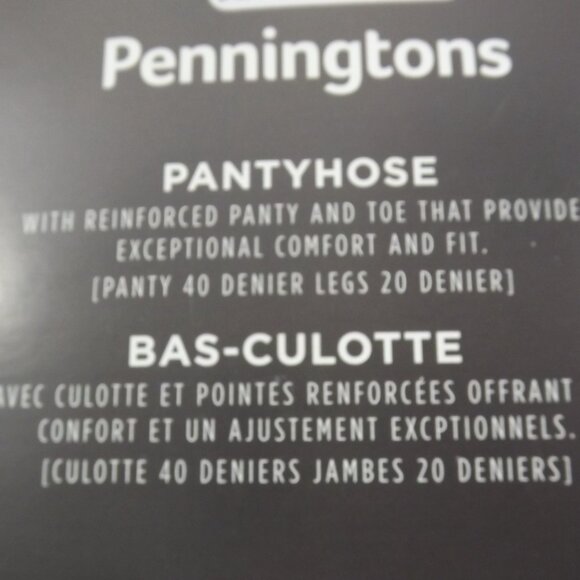 Penningtons
PANTYHOSE
WITH REINFORCED PANTY AND TOE THAT PROVIDE
EXCEPTIONAL COMFORT AND FIT.
[PANTY 40 DENIER LEGS 20 DENIER]
BAS-CULOTTE
AVEC CULOTTE ET POINTES RENFORCÉES OFFRANT
CONFORT ET UN AJUSTEMENT EXCPTIONNELS.
[CULOTTE 40 DENIERS JAMBES 20 DENIERS]